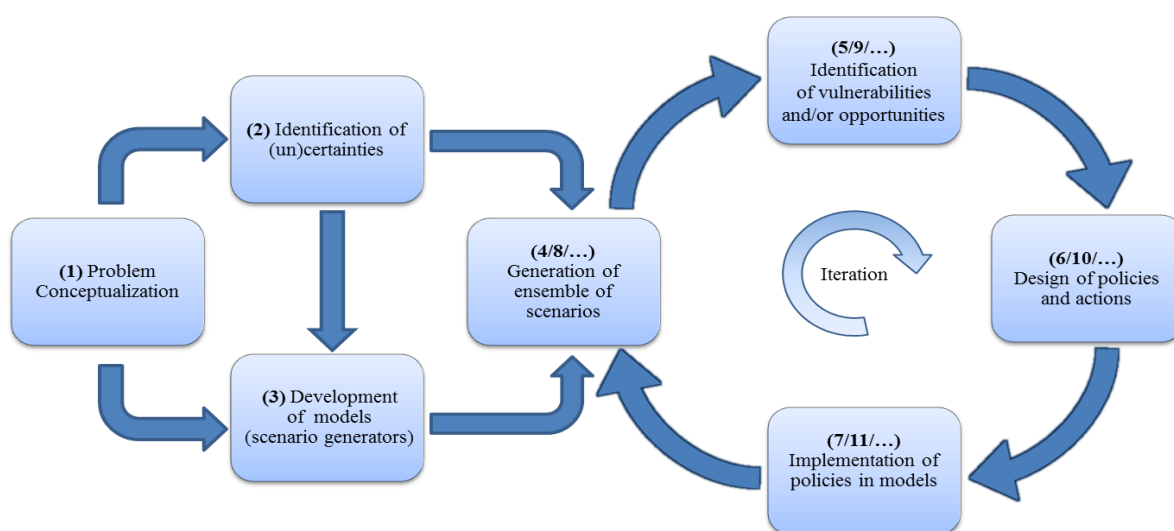 (1) Problem
Conceptualization
(2) Identification of
(un)certainties
(3) Development
of models
(scenario generators)
(4/8/…)
Generation of
ensemble of
scenarios
(5/9/…)
Identification
of vulnerabilities
and/or opportunities
(6/10/…)
Design of policies
and actions
(7/11/…)
Implementation of
policies in models
Iteration